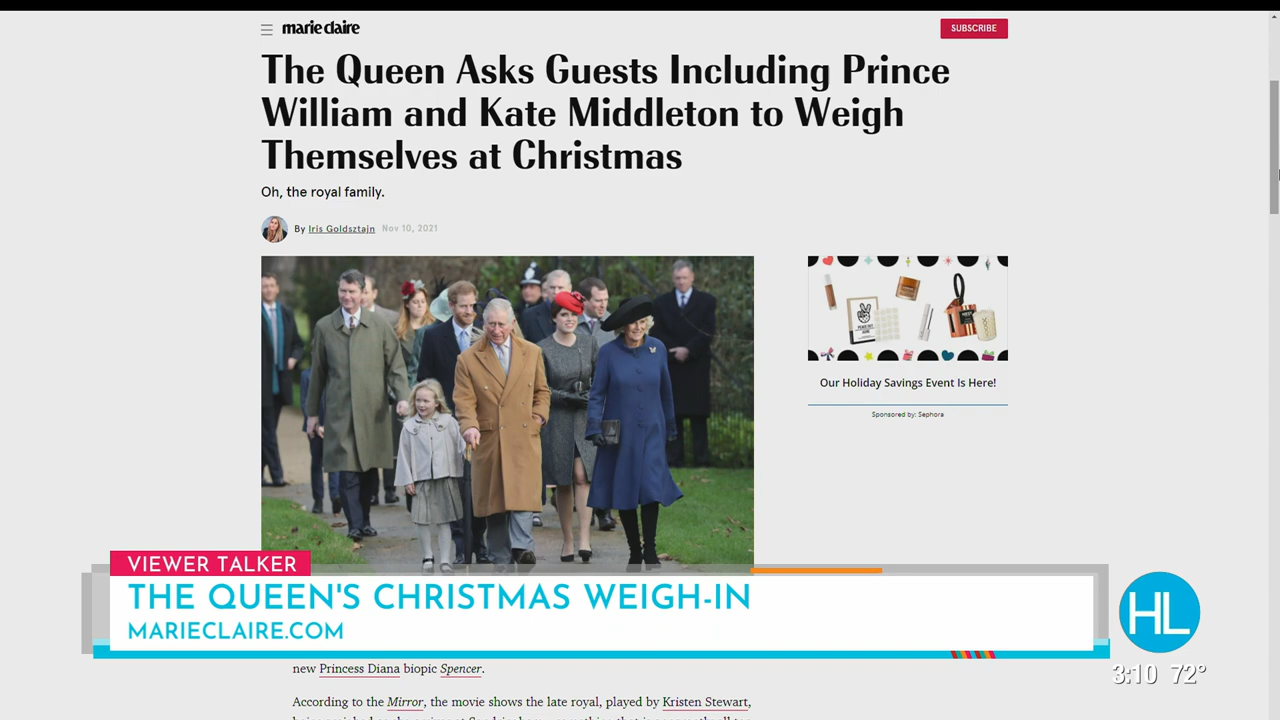 marie claire
SUBSCRIBE
The Queen Asks Guests Including Prince
William and Kate Middleton to Weigh
Themselves at Christmas
Oh, the royal family.
By Iris Goldsztajn Nov 10, 2021
Our Holiday Savings Event Is Here!
Sponsored by: Sephora
VIEWER TALKER
THE QUEEN'S CHRISTMAS WEIGH-IN
MARIECLAIRE.COM
HL
3:10 72°
new Princess Diana biopic Spencer.
According to the Mirror, the movie shows the late royal, played by Kristen Stewart,